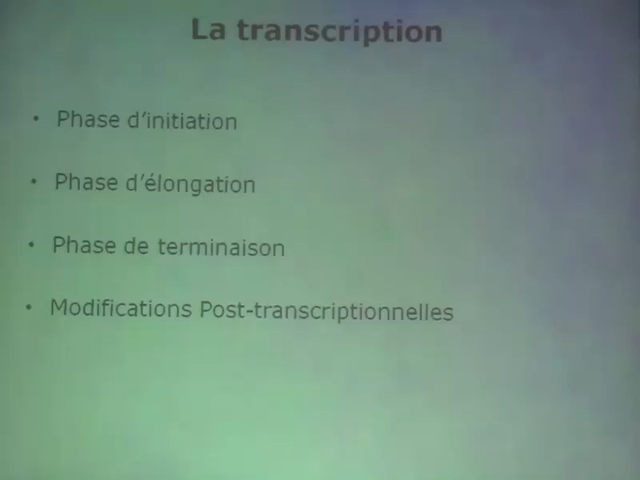 La transcription
• Phase d'initiation
• Phase d'élongation
• Phase de terminaison
• Modifications Post-transcriptionnelles